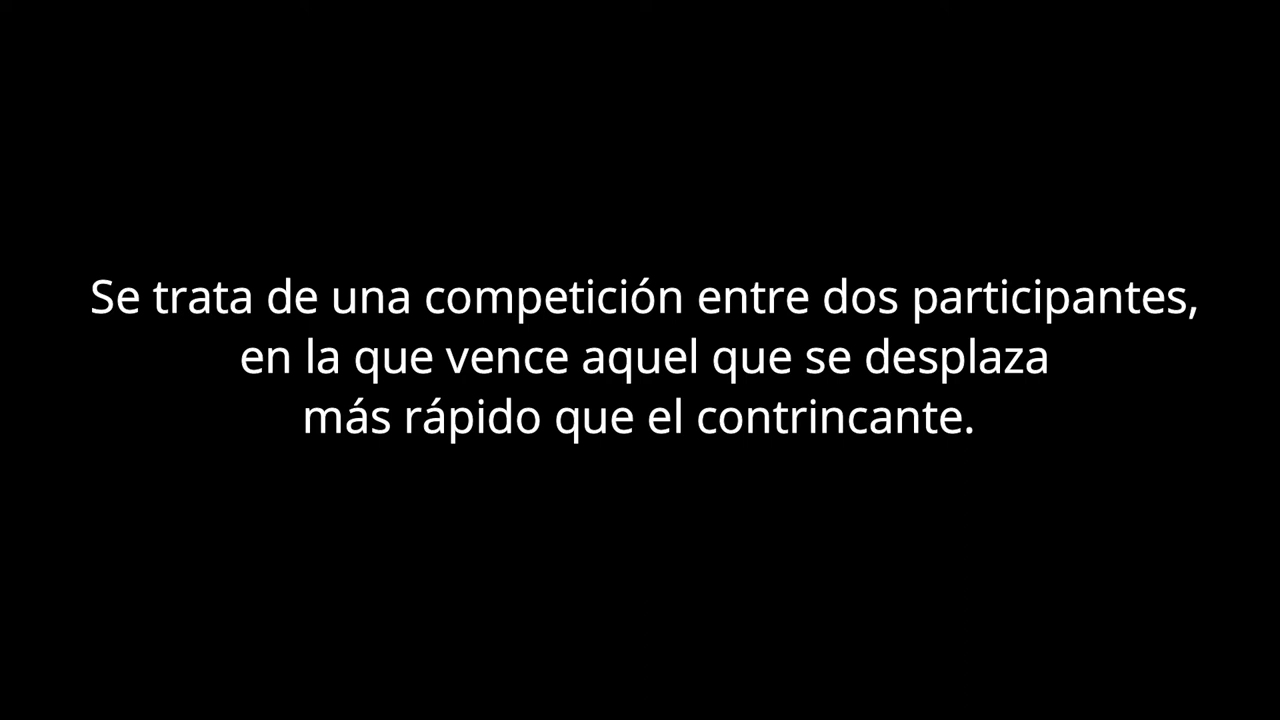 Se trata de una competición entre dos participantes,
en la que vence aquel que se desplaza
más rápido que el contrincante.